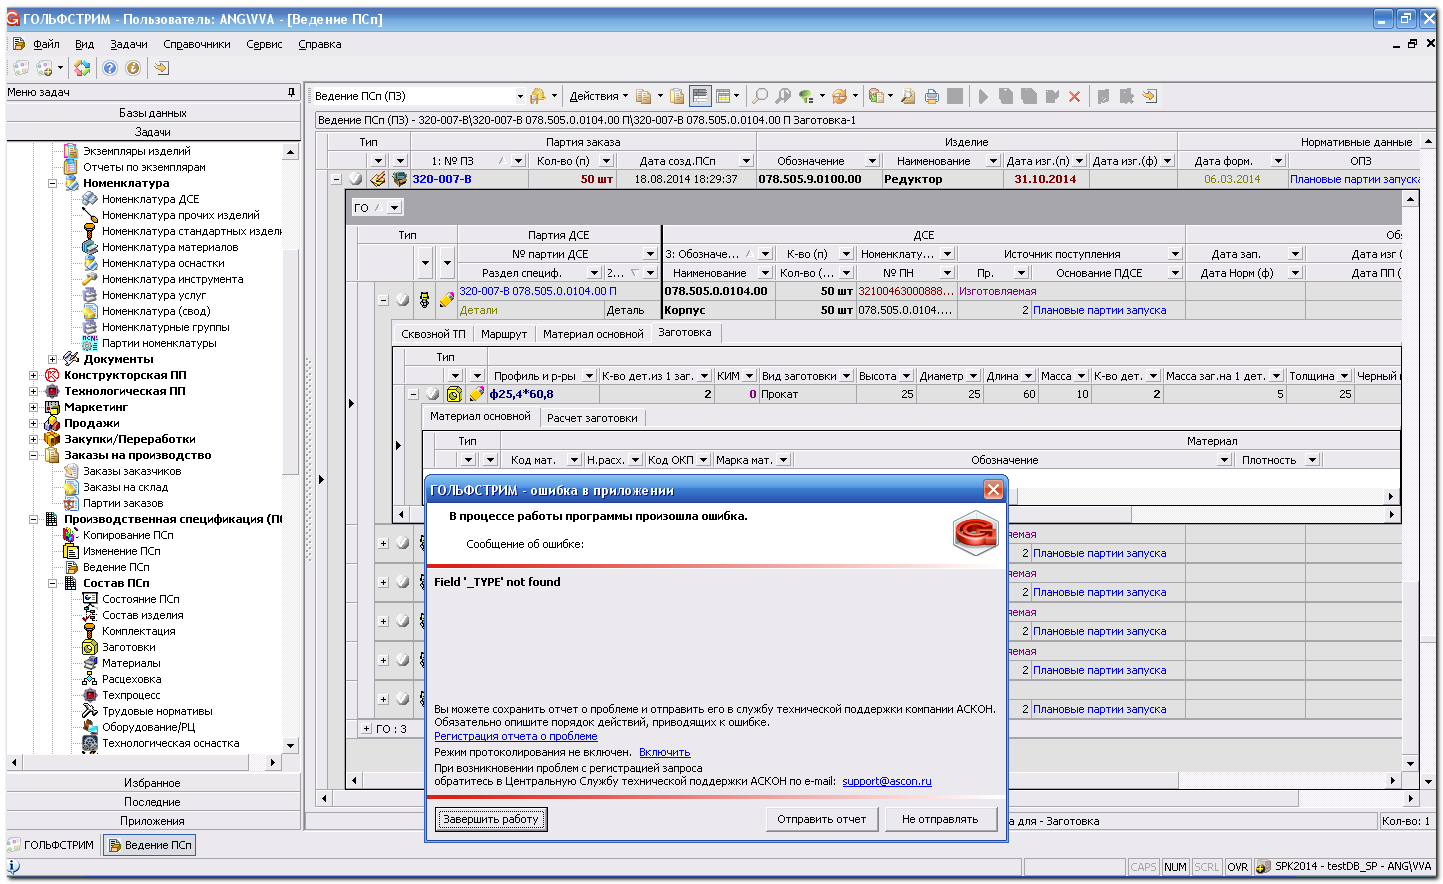 ГОЛЬФСТРИМ - Пользователь: ANG\VVA - [Ведение ПСп]
Файл Вид Задачи Справочники Сервис Справка
Меню задач
Базы данных
Задачи
Экземпляры изделий
Отчеты по экземплярам
Номенклатура
Номенклатура ДСЕ
Номенклатура прочих изделий
Номенклатура стандартных издели
Номенклатура материалов
Номенклатура оснастки
Номенклатура инструмента
Номенклатура услуг
Номенклатура (свод)
Номенклатурные группы
Партии номенклатуры
Документы
Конструкторская ПП
Технологическая ПП
Маркетинг
Продажи
Закупки/Переработки
Заказы на производство
Заказы заказчиков
Заказы на склад
Партии заказов
Производственная спецификация (ПС
Копирование ПСп
Изменение ПСп
Ведение ПСп
Состав ПСп
Состояние ПСп
Состав изделия
Комплектация
Заготовки
Материалы
Расцеховка
Техпроцесс
Трудовые нормативы
Оборудование/РЦ
Технологическая оснастка
Избранное
Последние
Приложения
Ведение ПСп (ПЗ) Действия
Ведение ПСп (ПЗ) - 320-007-В\320-007-В 078.505.0.0104.00 П\320-007-В 078.505.0.0104.00 П Заготовка-1
Тип Партия заказа Изделие Нормативные данные
1: № ПЗ Кол-во (п) Дата созд.ПСп Обозначение Наименование Дата изг.(п) Дата изг.(ф) Дата форм. ОПЗ
320-007-В 50 шт 18.08.2014 18:29:37 078.505.9.0100.00 Редуктор 31.10.2014 06.03.2014 Плановые партии запуска
ГО
Тип Партия ДСЕ ДСЕ Об
№ партии ДСЕ 3: Обозначе... К-во (п) Номенклату... Источник поступления Дата зап. Дата изг (
Раздел специф. 2... Наименование Кол-во (... № ПН Пр. Основание ПДСЕ Дата Норм (ф) Дата ПП (
320-007-В 078.505.0.0104.00 П 078.505.0.0104.00 50 шт 32100463000888... Изготовляемая
Детали Деталь Корпус 50 шт 078.505.0.0104.... 2 Плановые партии запуска
Сквозной ТП Маршрут Материал основной Заготовка
Тип
Профиль и р-ры К-во дет.из 1 заг. КИМ Вид заготовки Высота Диаметр Длина Масса К-во дет. Масса заг.на 1 дет. Толщина Черный
ф25,4*60,8 2 0 Прокат 25 25 60 10 2 5 25
Материал основной Расчет заготовки
Тип Материал
Код мат. Н.расх. Код ОКП Марка мат. Обозначение Плотность
яемая
2 Плановые партии запуска
яемая
2 Плановые партии запуска
яемая
2 Плановые партии запуска
яемая
2 Плановые партии запуска
2 Плановые партии запуска
ГО : 3
ГОЛЬФСТРИМ - ошибка в приложении
В процессе работы программы произошла ошибка.
Сообщение об ошибке:
Field '_TYPE' not found
Вы можете сохранить отчет о проблеме и отправить его в службу технической поддержки компании АСКОН.
Обязательно опишите порядок действий, приводящих к ошибке.
Регистрация отчета о проблеме
Режим протоколирования не включен. Включить
При возникновении проблем с регистрацией запроса
обратитесь в Центральную Службу технической поддержки АСКОН по e-mail: support@ascon.ru
Завершить работу Отправить отчет Не отправлять
а для - Заготовка Кол-во: 1
ГОЛЬФСТРИМ Ведение ПСп
CAPS NUM SCRL OVR SPK2014 - testDB_SP - ANG\VVA